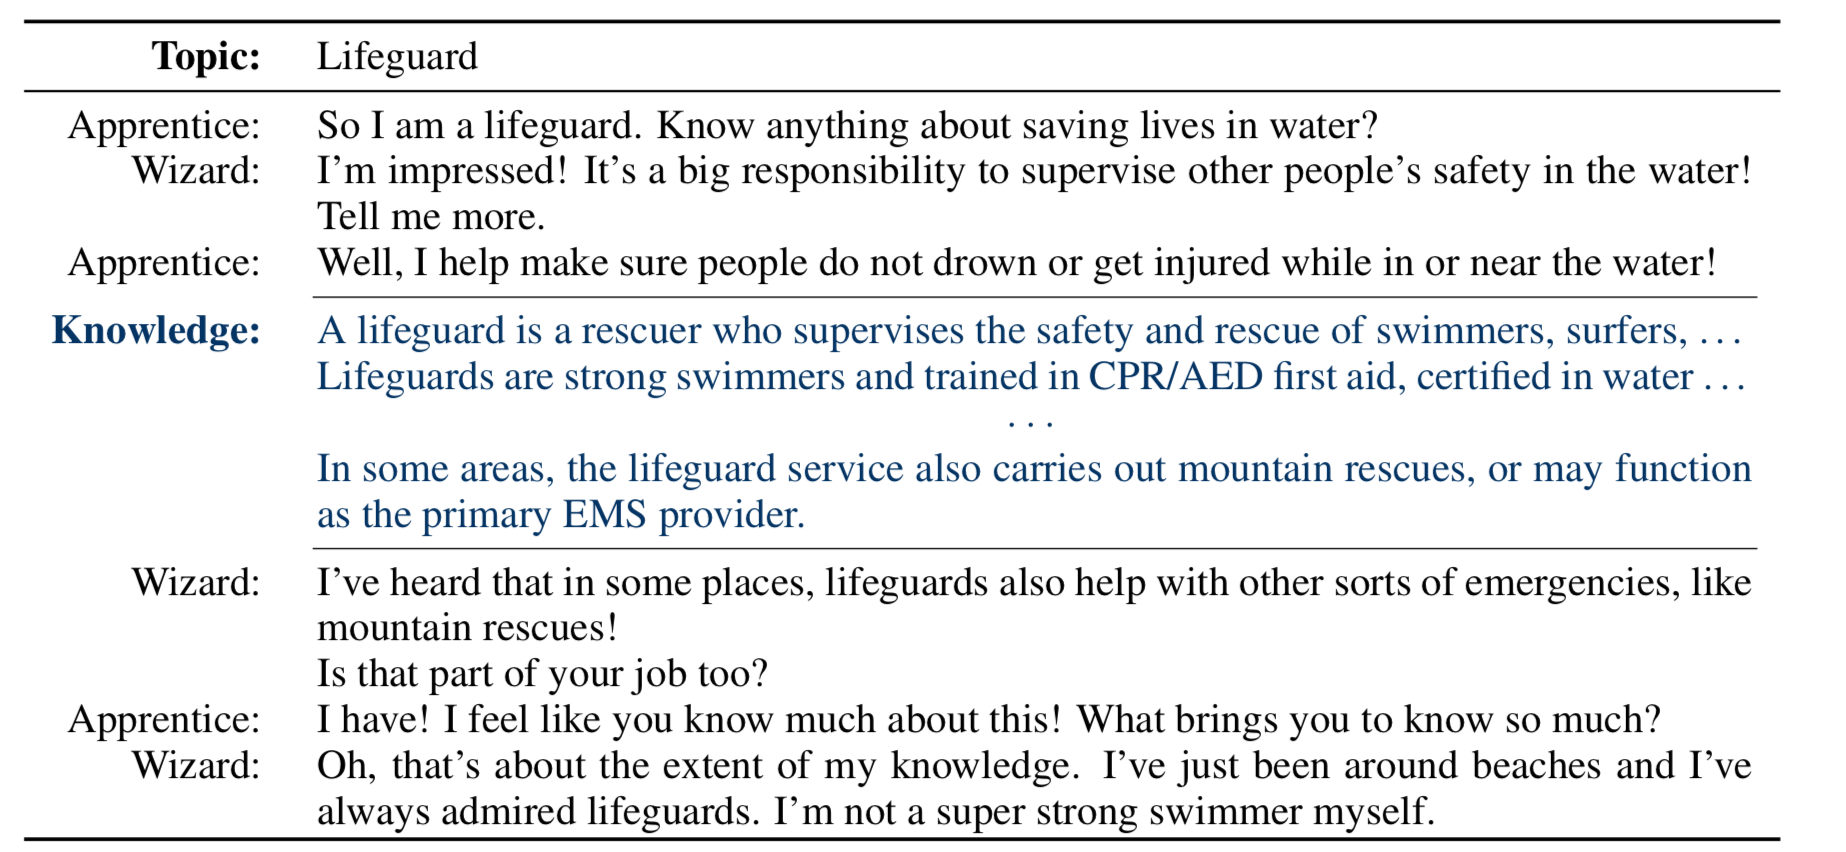 Topic: Lifeguard
Apprentice: So I am a lifeguard. Know anything about saving lives in water?
Wizard: I'm impressed! It's a big responsibility to supervise other people's safety in the water!
Tell me more.
Apprentice: Well, I help make sure people do not drown or get injured while in or near the water!
Knowledge: A lifeguard is a rescuer who supervises the safety and rescue of swimmers, surfers, . . .
Lifeguards are strong swimmers and trained in CPR/AED first aid, certified in water . . .
. . .
In some areas, the lifeguard service also carries out mountain rescues, or may function
as the primary EMS provider.
Wizard: I've heard that in some places, lifeguards also help with other sorts of emergencies, like
mountain rescues!
Is that part of your job too?
Apprentice: I have! I feel like you know much about this! What brings you to know so much?
Wizard: Oh, that's about the extent of my knowledge. I've just been around beaches and I've
always admired lifeguards. I'm not a super strong swimmer myself.